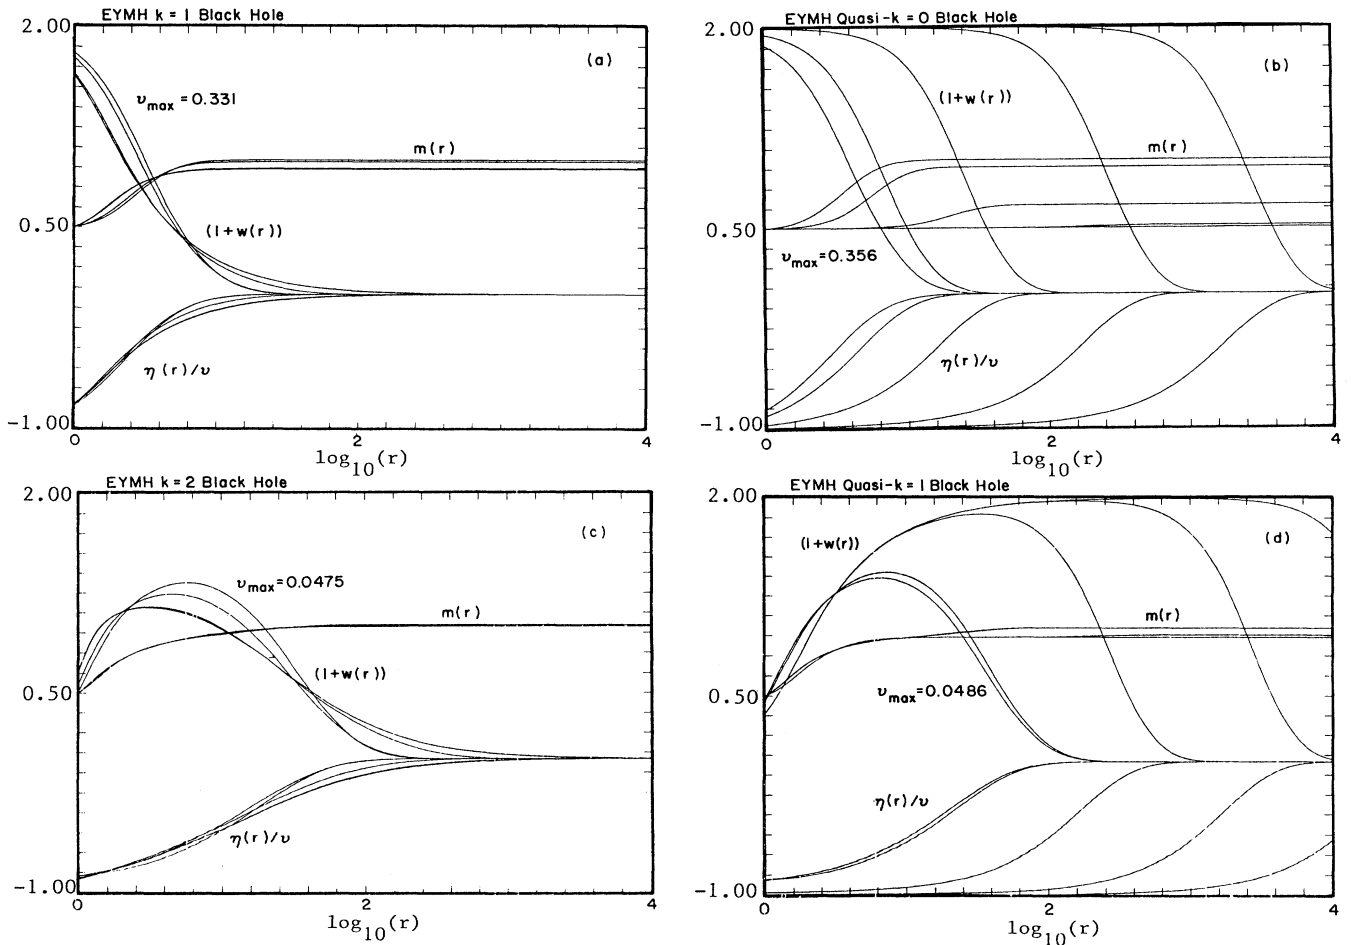 EYMH k = 1 Black Hole
2.00
(a)
υmax = 0.331
m(r)
0.50
(1+w(r))
η(r)/υ
-1.00
0
2
4
log10(r)
EYMH Quasi-k = 0 Black Hole
2.00
(b)
(1+w(r))
m(r)
0.50
υmax = 0.356
η(r)/υ
-1.00
0
2
4
log10(r)
EYMH k = 2 Black Hole
2.00
(c)
υmax = 0.0475
m(r)
0.50
(1+w(r))
η(r)/υ
-1.00
0
2
4
log10(r)
EYMH Quasi-k = 1 Black Hole
2.00
(d)
(1+w(r))
m(r)
0.50
υmax = 0.0486
η(r)/υ
-1.00
0
2
4
log10(r)